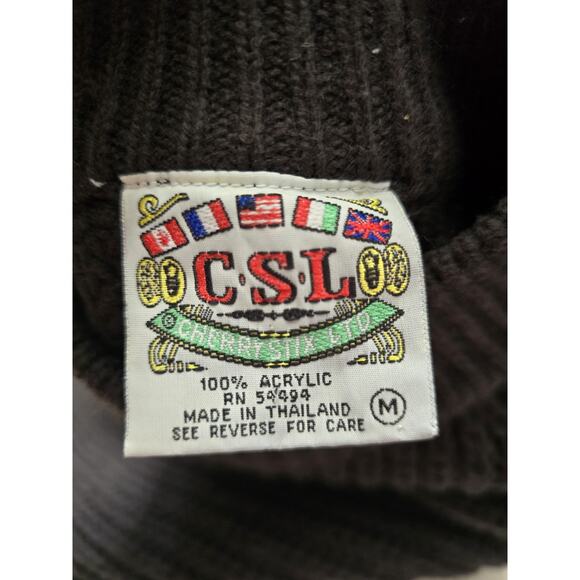 C·S·L
© CHERRY STIX LTD
100% ACRYLIC
RN 54494
MADE IN THAILAND
SEE REVERSE FOR CARE
M